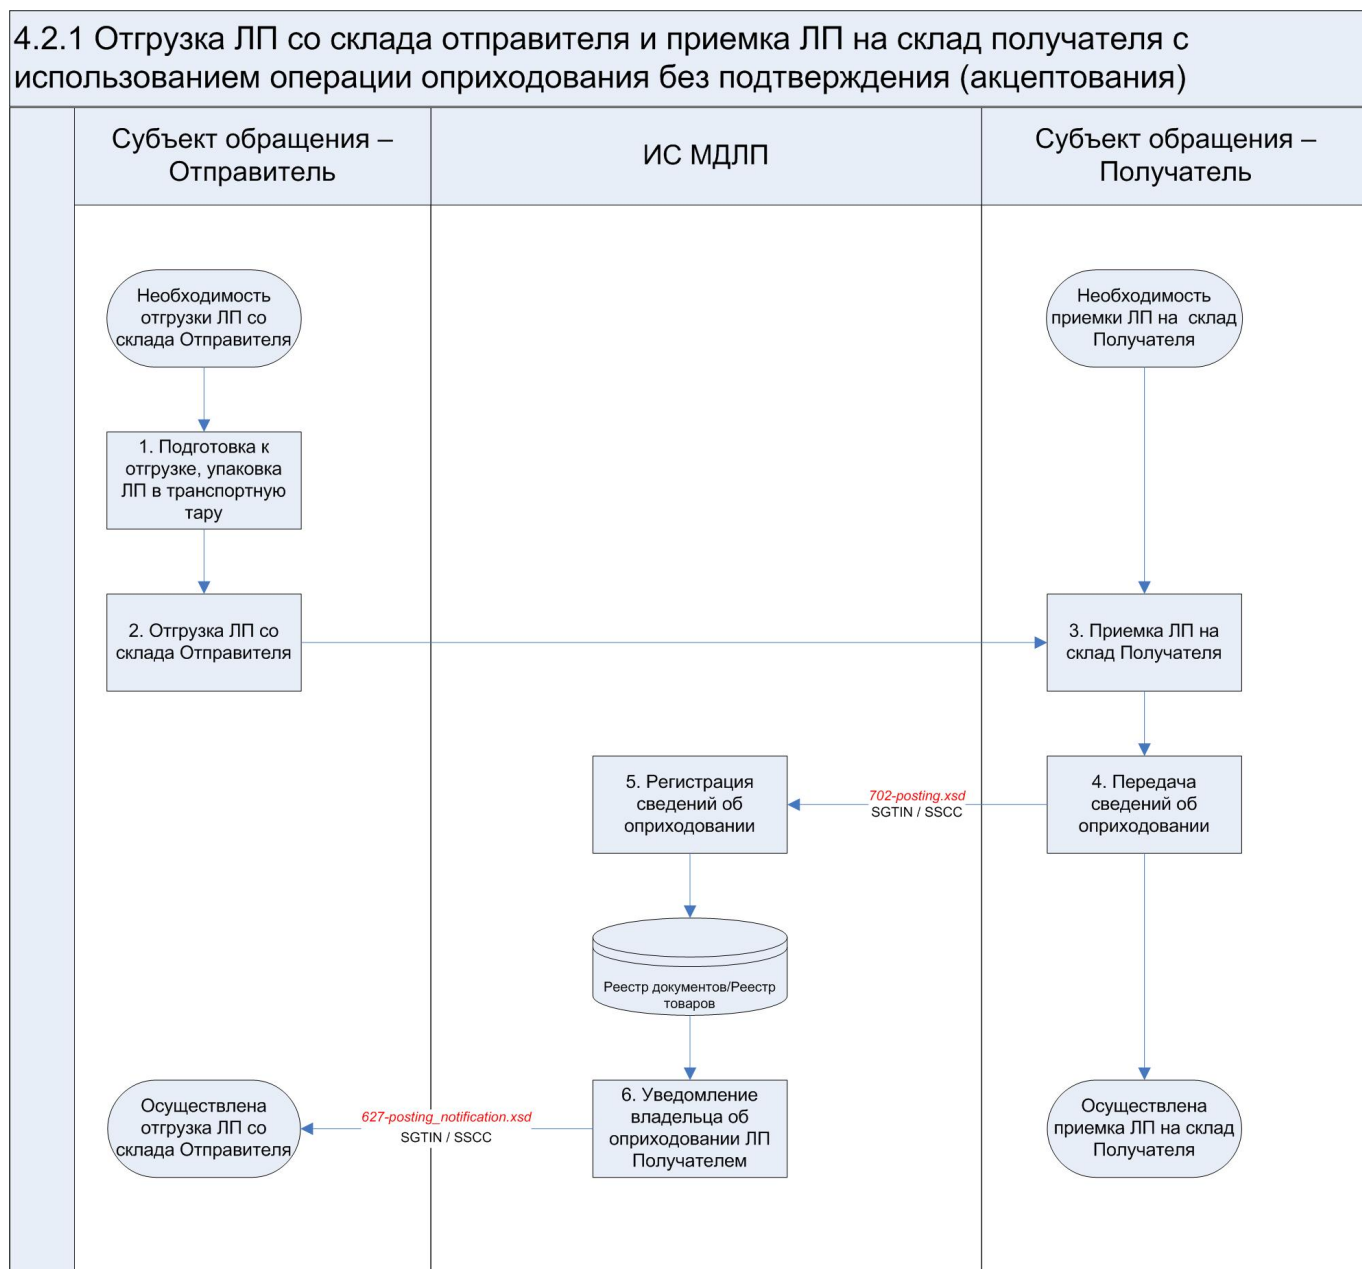 4.2.1 Отгрузка ЛП со склада отправителя и приемка ЛП на склад получателя с
использованием операции оприходования без подтверждения (акцептования)
Субъект обращения –
Отправитель
ИС МДЛП
Субъект обращения –
Получатель
Необходимость
отгрузки ЛП со
склада Отправителя
Необходимость
приемки ЛП на склад
Получателя
1. Подготовка к
отгрузке, упаковка
ЛП в транспортную
тару
2. Отгрузка ЛП со
склада Отправителя
3. Приемка ЛП на
склад Получателя
5. Регистрация
сведений об
оприходовании
702-posting.xsd
SGTIN / SSCC
4. Передача
сведений об
оприходовании
Реестр документов/Реестр
товаров
Осуществлена
отгрузка ЛП со
склада Отправителя
627-posting_notification.xsd
SGTIN / SSCC
6. Уведомление
владельца об
оприходовании ЛП
Получателем
Осуществлена
приемка ЛП на склад
Получателя